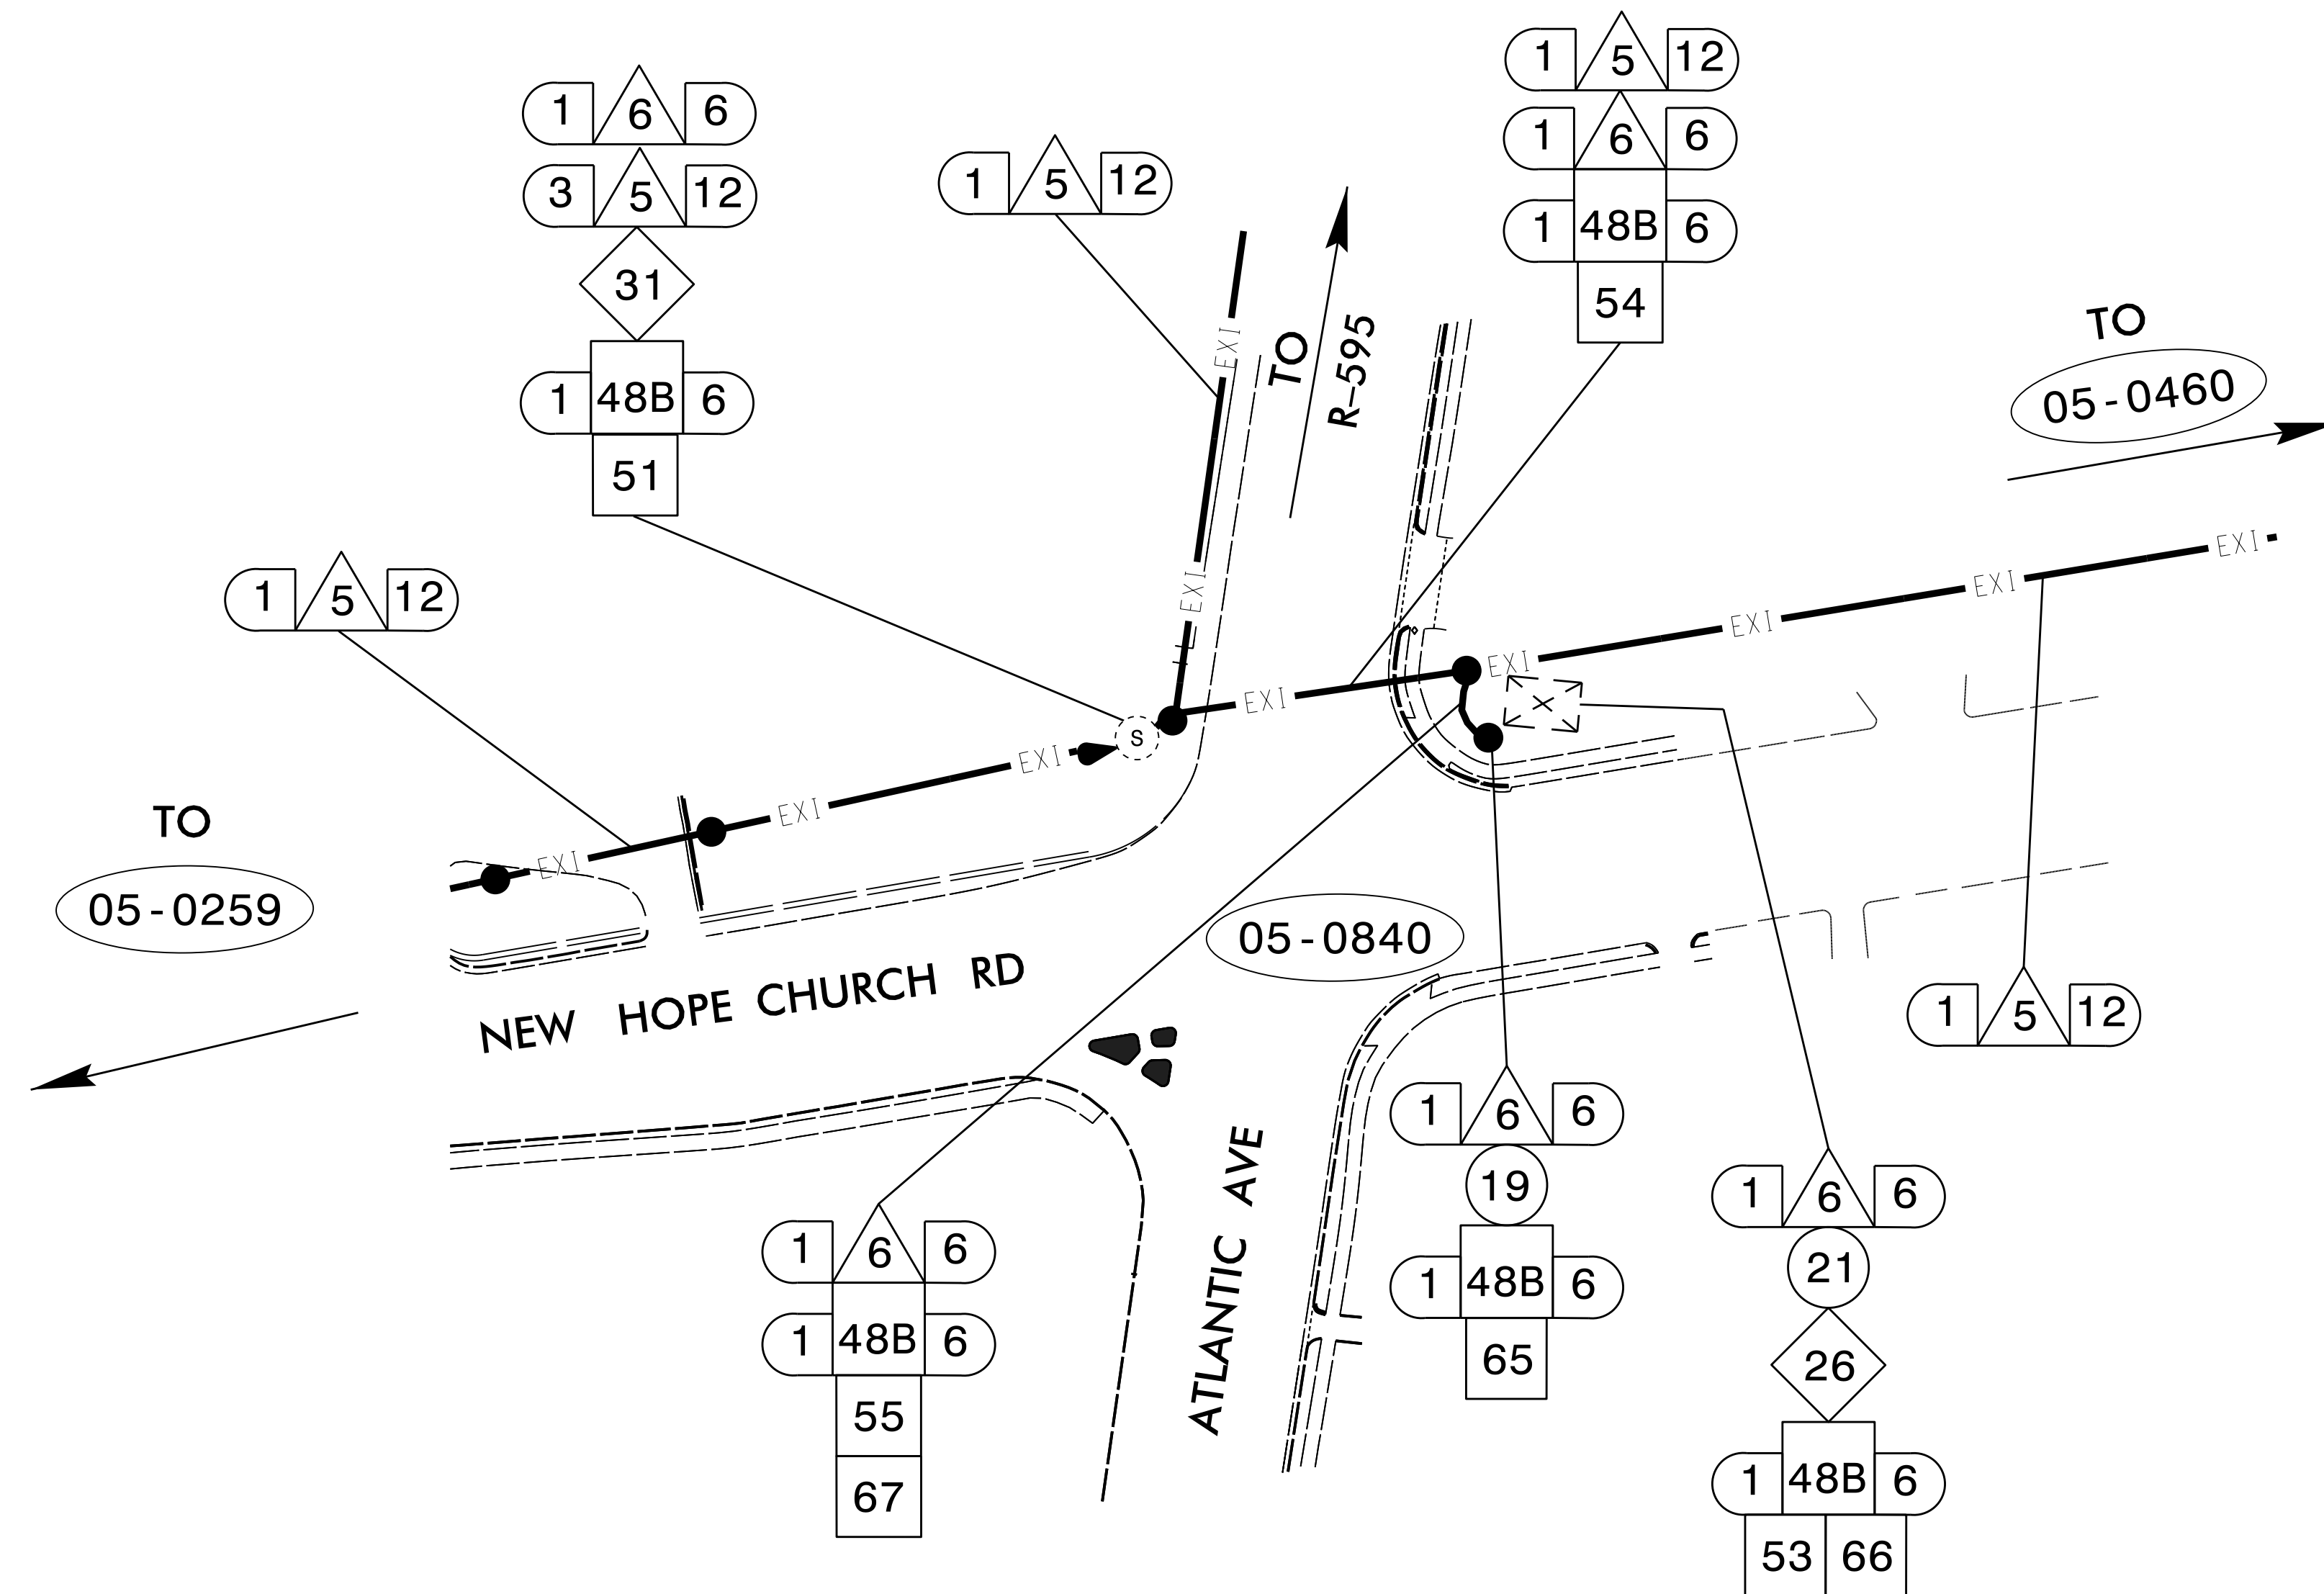 1 5 12
1 6 6
1 48B 6
54
1 6 6
3 5 12
31
1 48B 6
51
1 5 12
TO
R-595
TO
05-0460
1 5 12
EXI
EXI
EXI
EXI
EXI
EXI
EXI
EXI
EXI
EXI
S
TO
05-0259
05-0840
NEW HOPE CHURCH RD
ATLANTIC AVE
1 5 12
1 6 6
19
1 48B 6
65
1 6 6
21
26
1 48B 6
53 66
1 6 6
1 48B 6
55
67